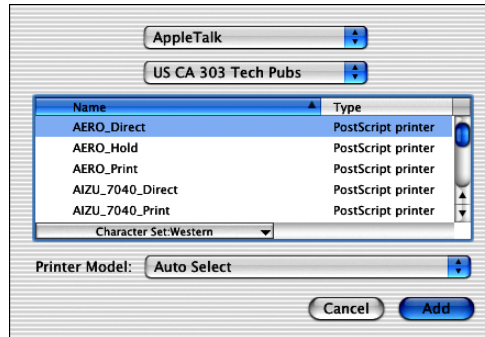 AppleTalk
US CA 303 Tech Pubs
Name Type
AERO_Direct PostScript printer
AERO_Hold PostScript printer
AERO_Print PostScript printer
AIZU_7040_Direct PostScript printer
AIZU_7040_Print PostScript printer
Character Set:Western
Printer Model: Auto Select
Cancel Add